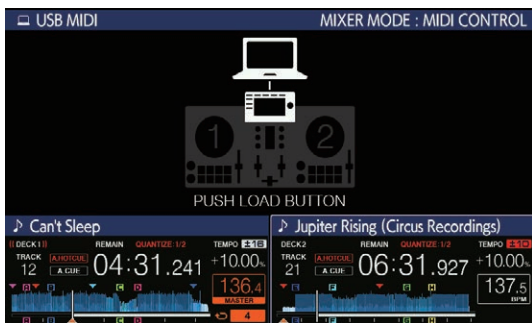 USB MIDI
MIXER MODE : MIDI CONTROL
1 2
PUSH LOAD BUTTON
Can't Sleep
DECK1 REMAIN QUANTIZE: 1/2 TEMPO ±16
TRACK 12 A.HOTCUE A.CUE 04:31.241 +10.00%
136.4
MASTER
4
Jupiter Rising (Circus Recordings)
DECK2 REMAIN QUANTIZE: 1/2 TEMPO ±10
TRACK 21 A.HOTCUE A.CUE 06:31.927 +10.00%
137.5
BPM